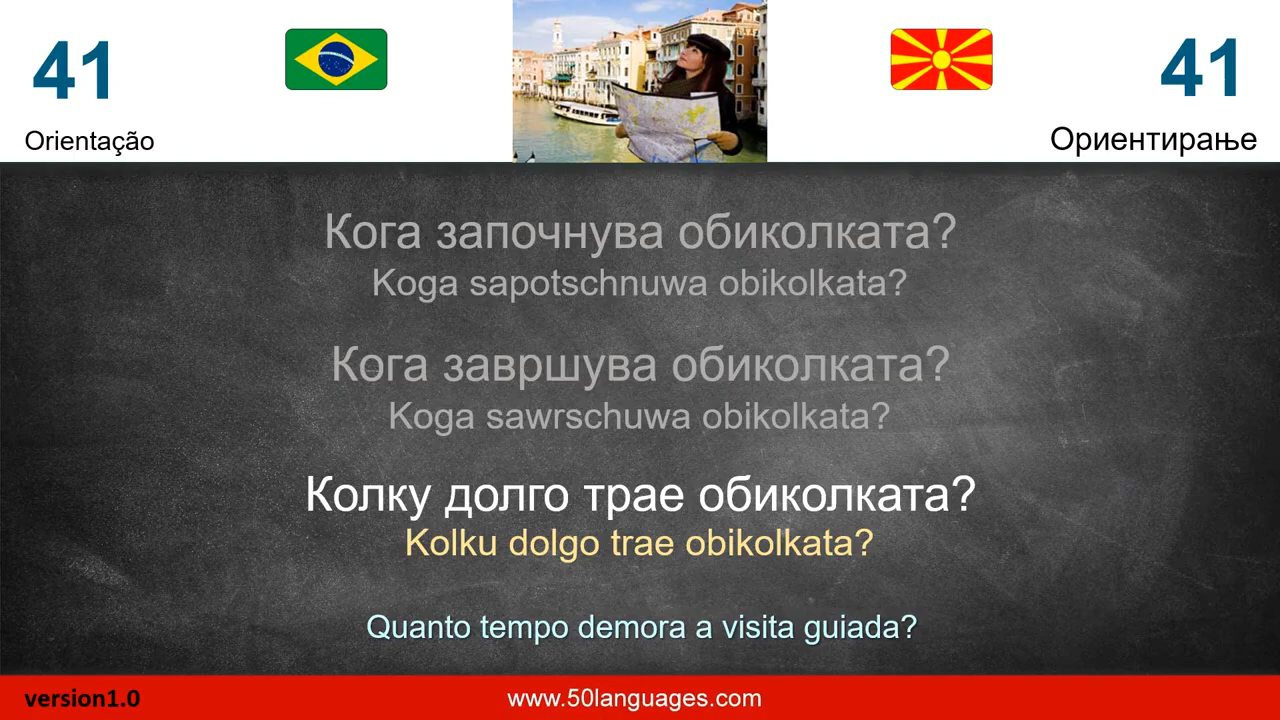 41
41
Orientação
Ориентирање
Кога започнува обиколката?
Koga sapotschnuwa obikolkata?
Кога завршува обиколката?
Koga sawrschuwa obikolkata?
Колку долго трае обиколката?
Kolku dolgo trae obikolkata?
Quanto tempo demora a visita guiada?
version1.0
www.50languages.com